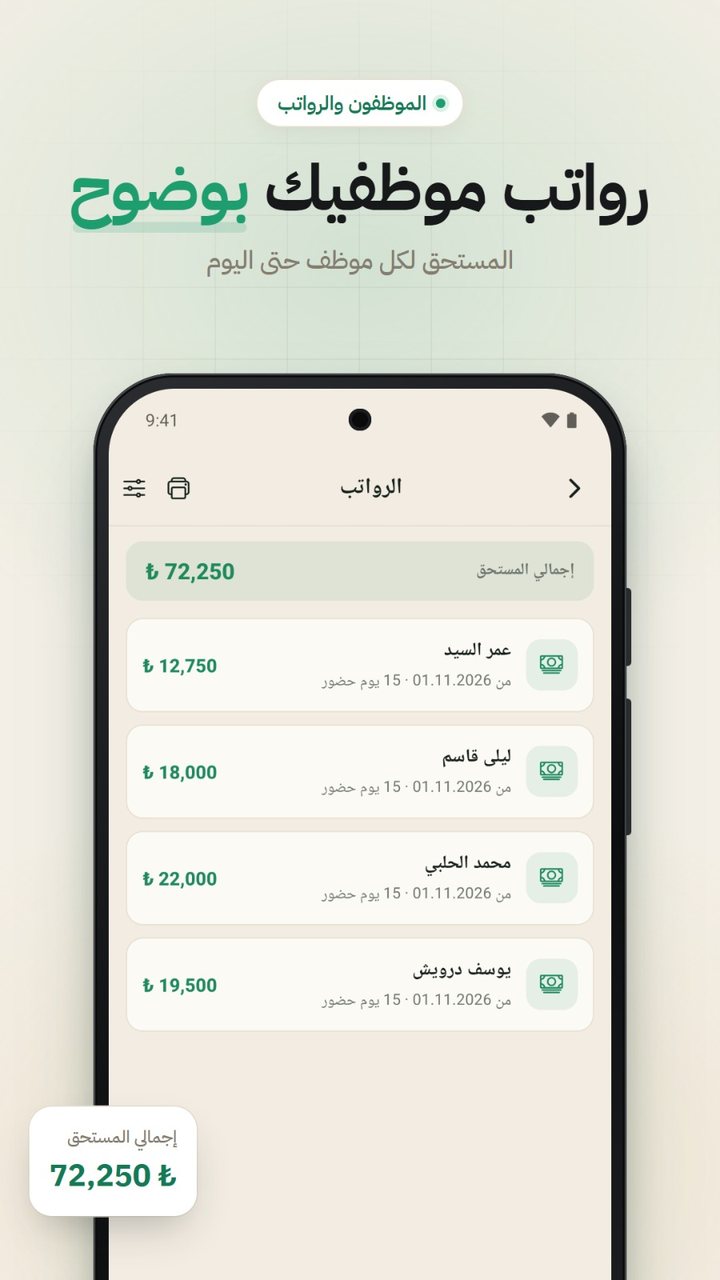 الموظفون والرواتب
رواتب موظفيك بوضوح
المستحق لكل موظف حتى اليوم
9:41
الرواتب
إجمالي المستحق
₺ 72,250
عمر السيد
من 01.11.2026 · 15 يوم حضور
₺ 12,750
ليلى قاسم
من 01.11.2026 · 15 يوم حضور
₺ 18,000
محمد الحلبي
من 01.11.2026 · 15 يوم حضور
₺ 22,000
يوسف درويش
من 01.11.2026 · 15 يوم حضور
₺ 19,500
إجمالي المستحق
72,250 ₺